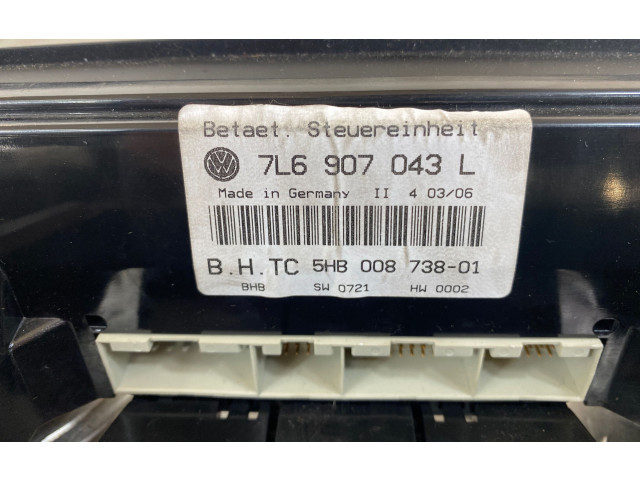 Betaet. Steuereinheit
VW 7L6 907 043 L
Made in Germany II 4 03/06
B.H.TC 5HB 008 738-01
BHB SW 0721 HW 0002